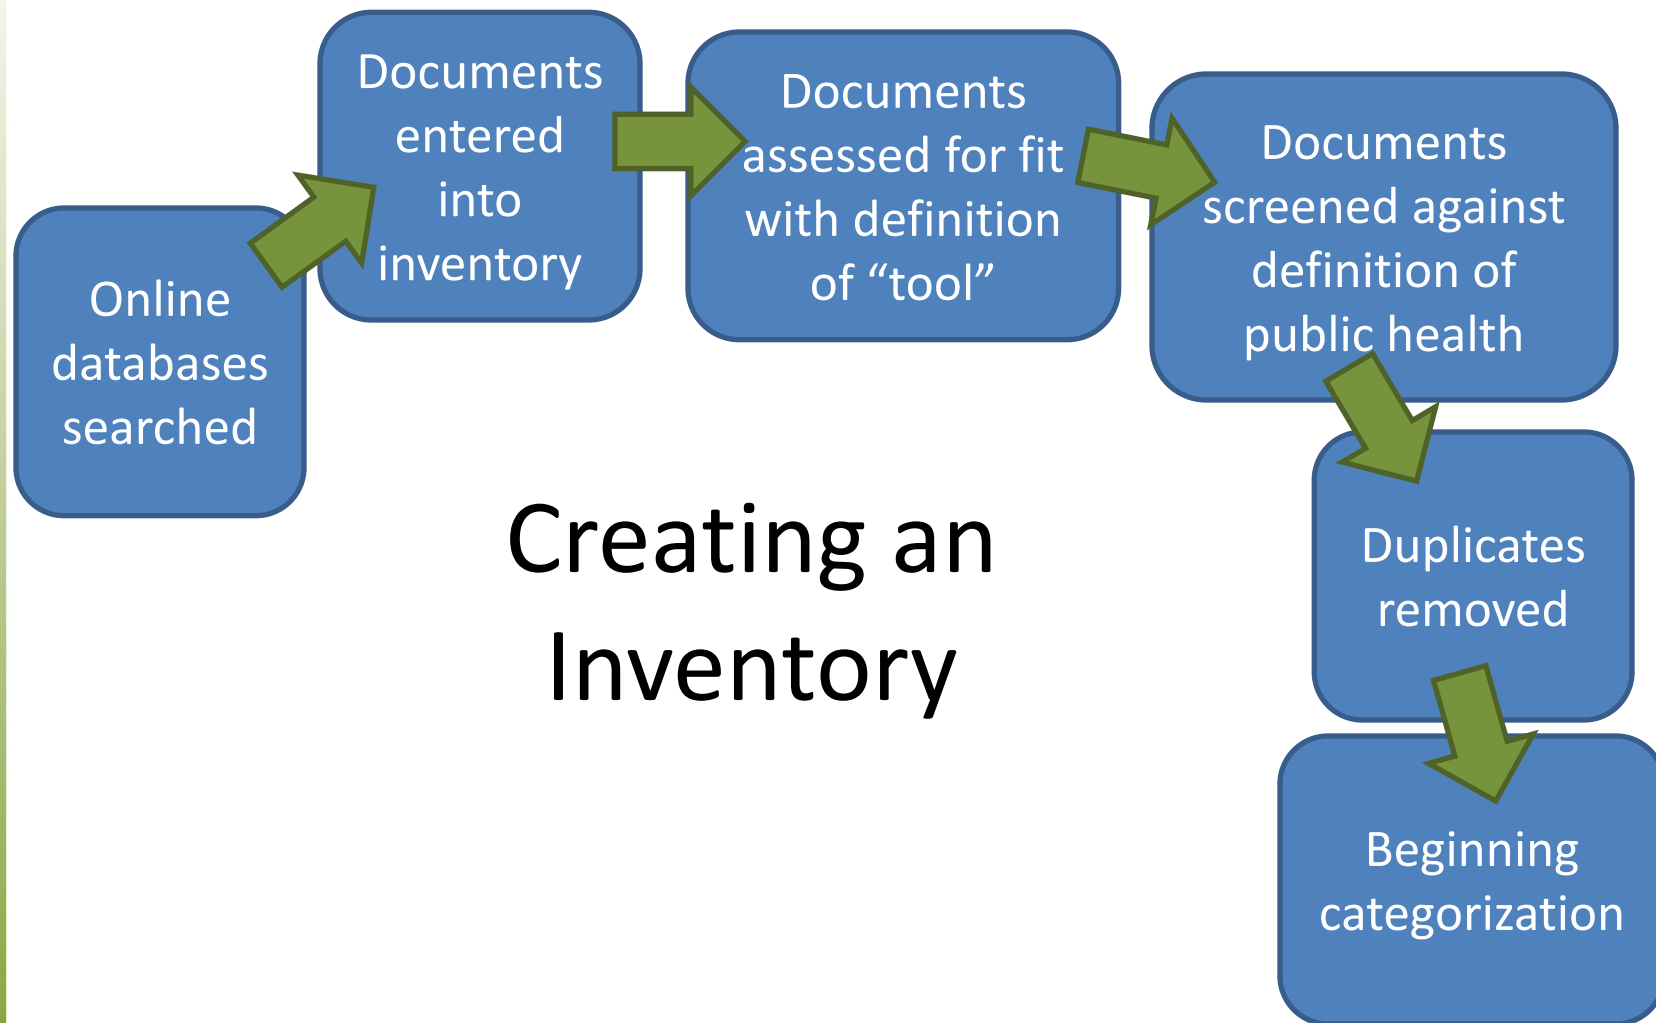 Online
databases
searched
Documents
entered
into
inventory
Documents
assessed for fit
with definition
of “tool”
Documents
screened against
definition of
public health
Duplicates
removed
Beginning
categorization
Creating an
Inventory